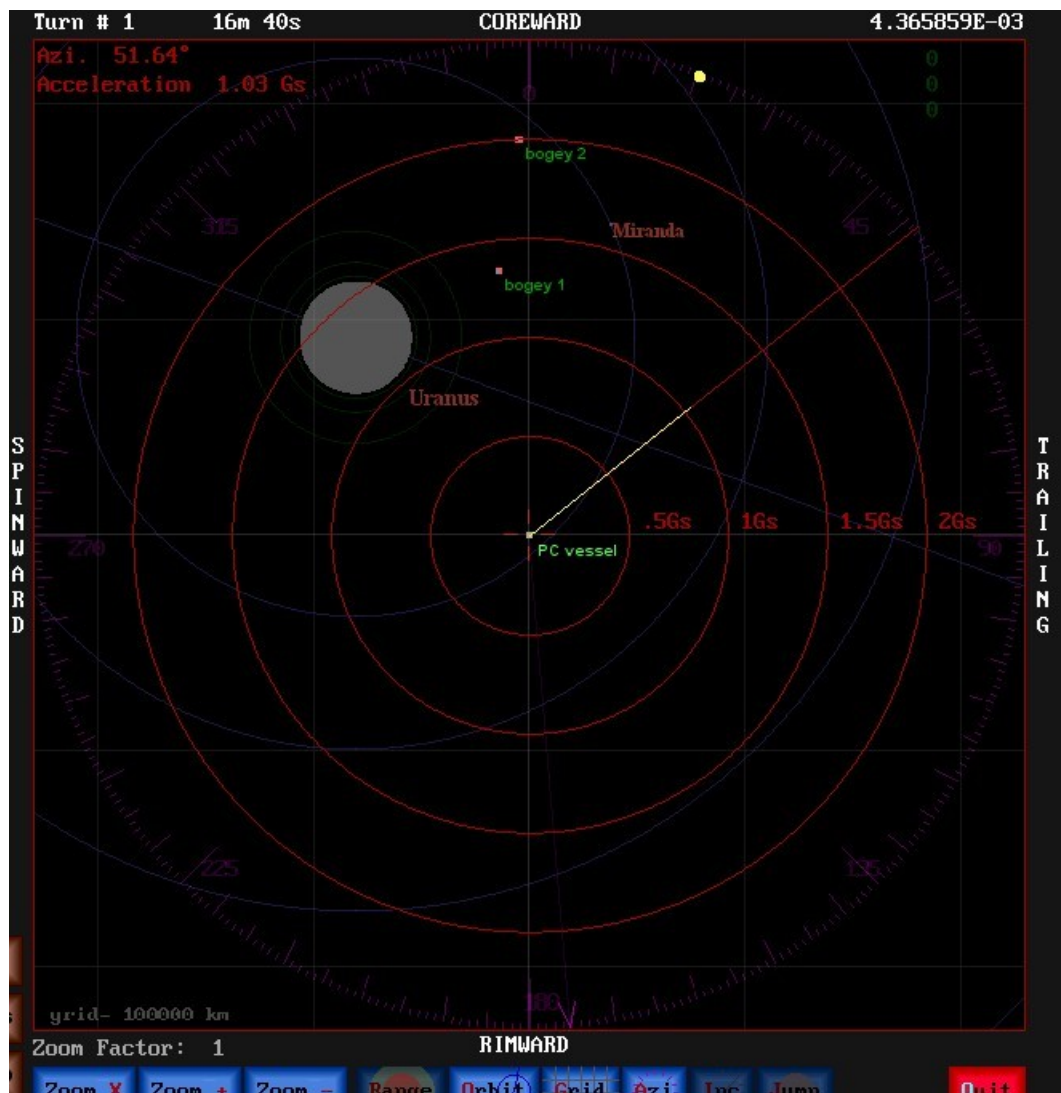 Turn # 1 16m 40s COREWARD 4.365859E-03
Azi. 51.64°
Acceleration 1.03 Gs
0
0
0
0
bogey 2
315
45
Miranda
bogey 1
Uranus
SPINWARD
TRAILING
.5Gs 1Gs 1.5Gs 2Gs
270
90
PC vessel
225
135
180
grid- 100000 km
Zoom Factor: 1 RIMWARD
Zoom X Zoom + Zoom - Range Orbit Grid Azi Inc Jump Quit